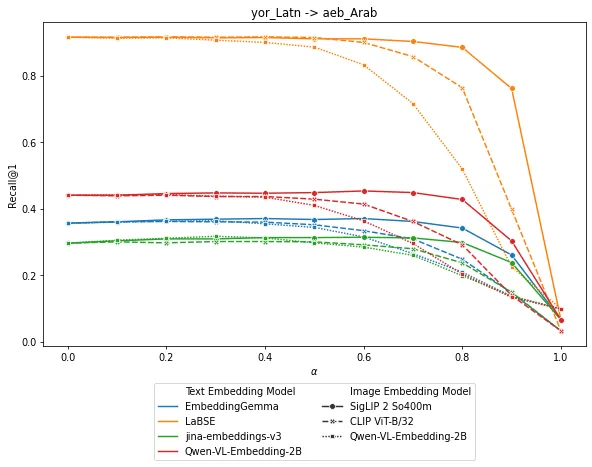 yor_Latn -> aeb_Arab
Recall@1
0.8
0.6
0.4
0.2
0.0
0.0 0.2 0.4 0.6 0.8 1.0
α
Text Embedding Model Image Embedding Model
EmbeddingGemma SigLIP 2 So400m
LaBSE CLIP ViT-B/32
jina-embeddings-v3 Qwen-VL-Embedding-2B
Qwen-VL-Embedding-2B